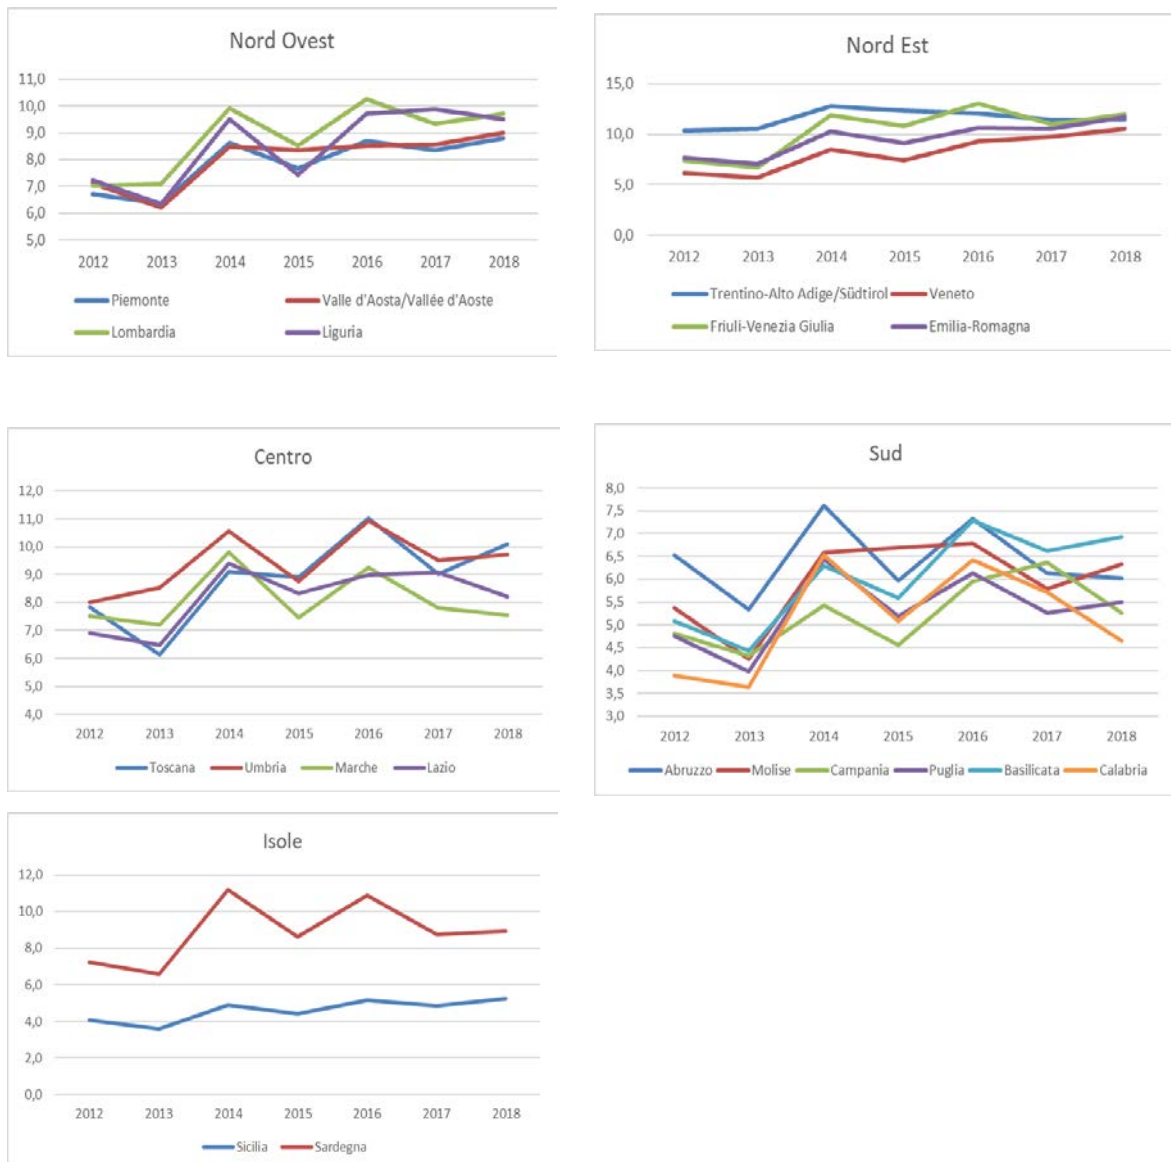 Nord Ovest
11,0
10,0
9,0
8,0
7,0
6,0
5,0
2012 2013 2014 2015 2016 2017 2018
Piemonte Valle d'Aosta/Vallée d'Aoste
Lombardia Liguria
Nord Est
15,0
10,0
5,0
0,0
2012 2013 2014 2015 2016 2017 2018
Trentino-Alto Adige/Südtirol Veneto
Friuli-Venezia Giulia Emilia-Romagna
Centro
12,0
11,0
10,0
9,0
8,0
7,0
6,0
5,0
4,0
2012 2013 2014 2015 2016 2017 2018
Toscana Umbria Marche Lazio
Sud
8,0
7,5
7,0
6,5
6,0
5,5
5,0
4,5
4,0
3,5
3,0
2012 2013 2014 2015 2016 2017 2018
Abruzzo Molise Campania Puglia Basilicata Calabria
Isole
12,0
10,0
8,0
6,0
4,0
2,0
0,0
2012 2013 2014 2015 2016 2017 2018
Sicilia Sardegna